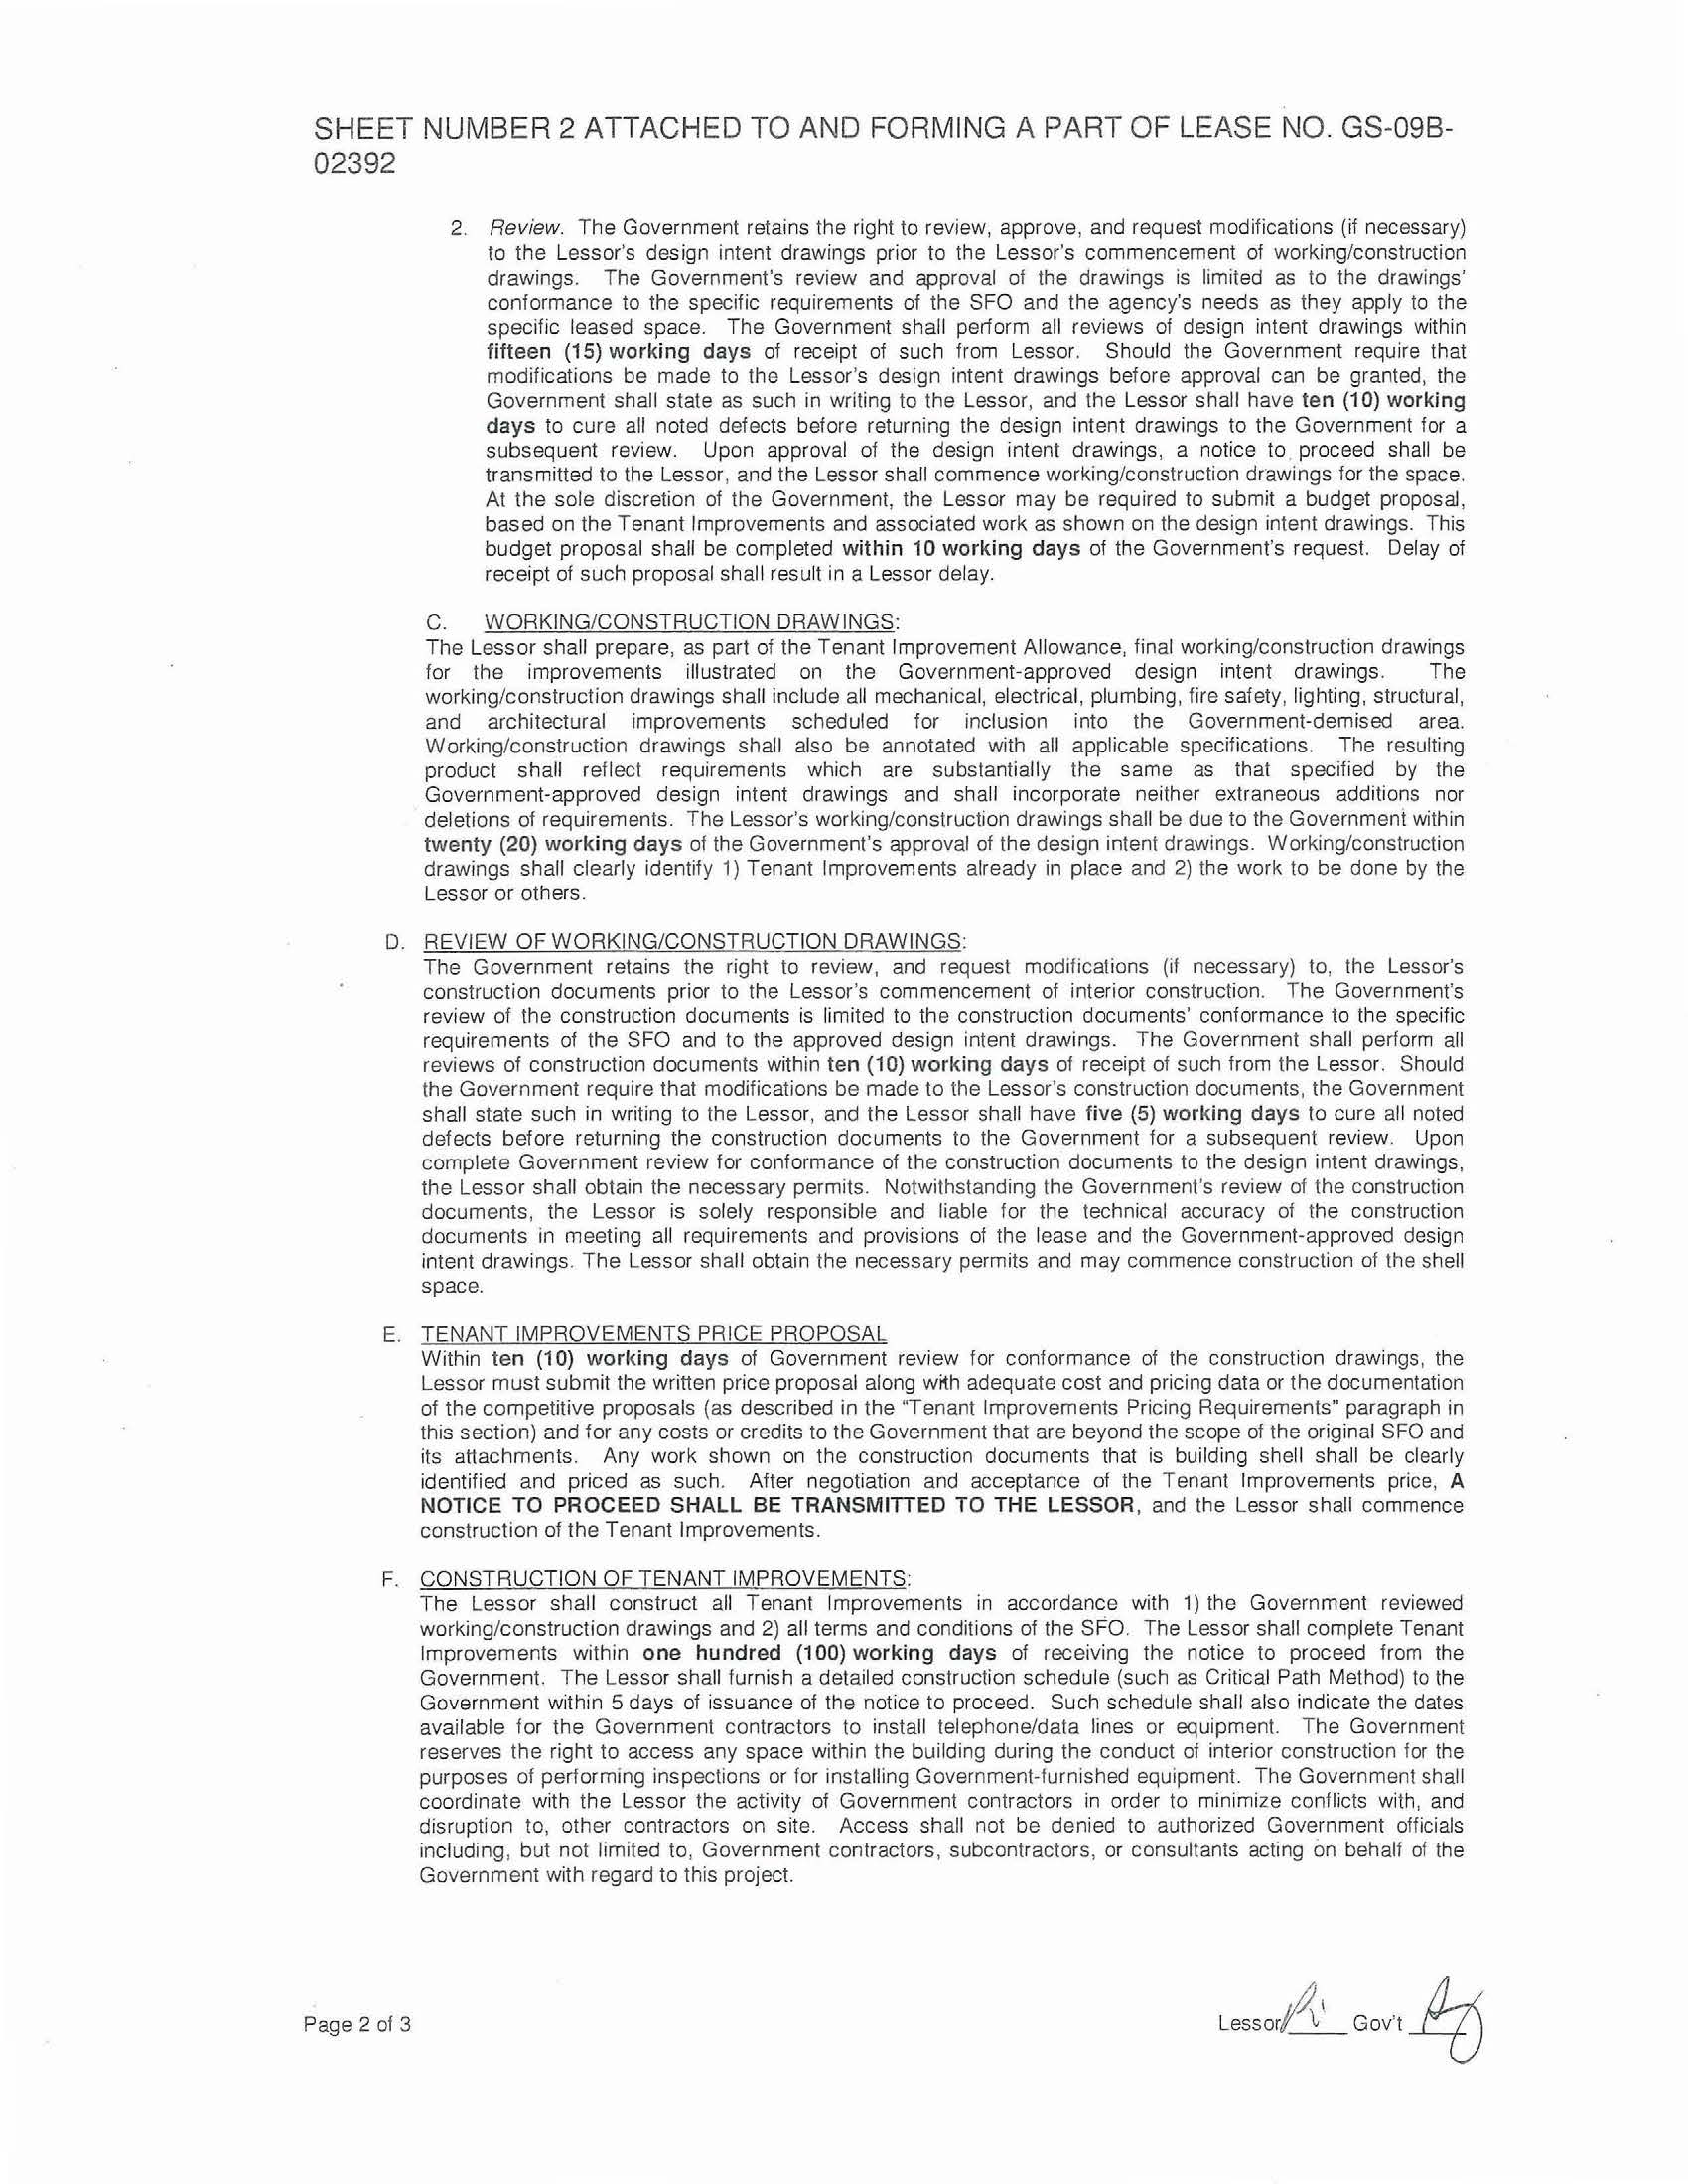 SHEET NUMBER 2 ATTACHED TO AND FORMING A PART OF LEASE NO. GS-09B-
02392
2. Review. The Government retains the right to review, approve, and request modifications (if necessary)
to the Lessor's design intent drawings prior to the Lessor's commencement of working/construction
drawings. The Government's review and approval of the drawings is limited as to the drawings'
conformance to the specific requirements of the SFO and the agency's needs as they apply to the
specific leased space. The Government shall perform all reviews of design intent drawings within
fifteen (15) working days of receipt of such from Lessor. Should the Government require that
modifications be made to the Lessor's design intent drawings before approval can be granted, the
Government shall state as such in writing to the Lessor, and the Lessor shall have ten (10) working
days to cure all noted defects before returning the design intent drawings to the Government for a
subsequent review. Upon approval of the design intent drawings, a notice to proceed shall be
transmitted to the Lessor, and the Lessor shall commence working/construction drawings for the space.
At the sole discretion of the Government, the Lessor may be required to submit a budget proposal,
based on the Tenant Improvements and associated work as shown on the design intent drawings. This
budget proposal shall be completed within 10 working days of the Government's request. Delay of
receipt of such proposal shall result in a Lessor delay.
C. WORKING/CONSTRUCTION DRAWINGS:
The Lessor shall prepare, as part of the Tenant Improvement Allowance, final working/construction drawings
for the improvements illustrated on the Government-approved design intent drawings. The
working/construction drawings shall include all mechanical, electrical, plumbing, fire safety, lighting, structural,
and architectural improvements scheduled for inclusion into the Government-demised area.
Working/construction drawings shall also be annotated with all applicable specifications. The resulting
product shall reflect requirements which are substantially the same as that specified by the
Government-approved design intent drawings and shall incorporate neither extraneous additions nor
deletions of requirements. The Lessor's working/construction drawings shall be due to the Government within
twenty (20) working days of the Government's approval of the design intent drawings. Working/construction
drawings shall clearly identify 1) Tenant Improvements already in place and 2) the work to be done by the
Lessor or others.
D. REVIEW OF WORKING/CONSTRUCTION DRAWINGS:
The Government retains the right to review, and request modifications (if necessary) to, the Lessor's
construction documents prior to the Lessor's commencement of interior construction. The Government's
review of the construction documents is limited to the construction documents' conformance to the specific
requirements of the SFO and to the approved design intent drawings. The Government shall perform all
reviews of construction documents within ten (10) working days of receipt of such from the Lessor. Should
the Government require that modifications be made to the Lessor's construction documents, the Government
shall state such in writing to the Lessor, and the Lessor shall have five (5) working days to cure all noted
defects before returning the construction documents to the Government for a subsequent review. Upon
complete Government review for conformance of the construction documents to the design intent drawings,
the Lessor shall obtain the necessary permits. Notwithstanding the Government's review of the construction
documents, the Lessor is solely responsible and liable for the technical accuracy of the construction
documents in meeting all requirements and provisions of the lease and the Government-approved design
intent drawings. The Lessor shall obtain the necessary permits and may commence construction of the shell
space.
E. TENANT IMPROVEMENTS PRICE PROPOSAL
Within ten (10) working days of Government review for conformance of the construction drawings, the
Lessor must submit the written price proposal along with adequate cost and pricing data or the documentation
of the competitive proposals (as described in the "Tenant Improvements Pricing Requirements" paragraph in
this section) and for any costs or credits to the Government that are beyond the scope of the original SFO and
its attachments. Any work shown on the construction documents that is building shell shall be clearly
identified and priced as such. After negotiation and acceptance of the Tenant Improvements price, A
NOTICE TO PROCEED SHALL BE TRANSMITTED TO THE LESSOR, and the Lessor shall commence
construction of the Tenant Improvements.
F. CONSTRUCTION OF TENANT IMPROVEMENTS:
The Lessor shall construct all Tenant Improvements in accordance with 1) the Government reviewed
working/construction drawings and 2) all terms and conditions of the SFO. The Lessor shall complete Tenant
Improvements within one hundred (100) working days of receiving the notice to proceed from the
Government. The Lessor shall furnish a detailed construction schedule (such as Critical Path Method) to the
Government within 5 days of issuance of the notice to proceed. Such schedule shall also indicate the dates
available for the Government contractors to install telephone/data lines or equipment. The Government
reserves the right to access any space within the building during the conduct of interior construction for the
purposes of performing inspections or for installing Government-furnished equipment. The Government shall
coordinate with the Lessor the activity of Government contractors in order to minimize conflicts with, and
disruption to, other contractors on site. Access shall not be denied to authorized Government officials
including, but not limited to, Government contractors, subcontractors, or consultants acting on behalf of the
Government with regard to this project.
Page 2 of 3 Lessor Gov't